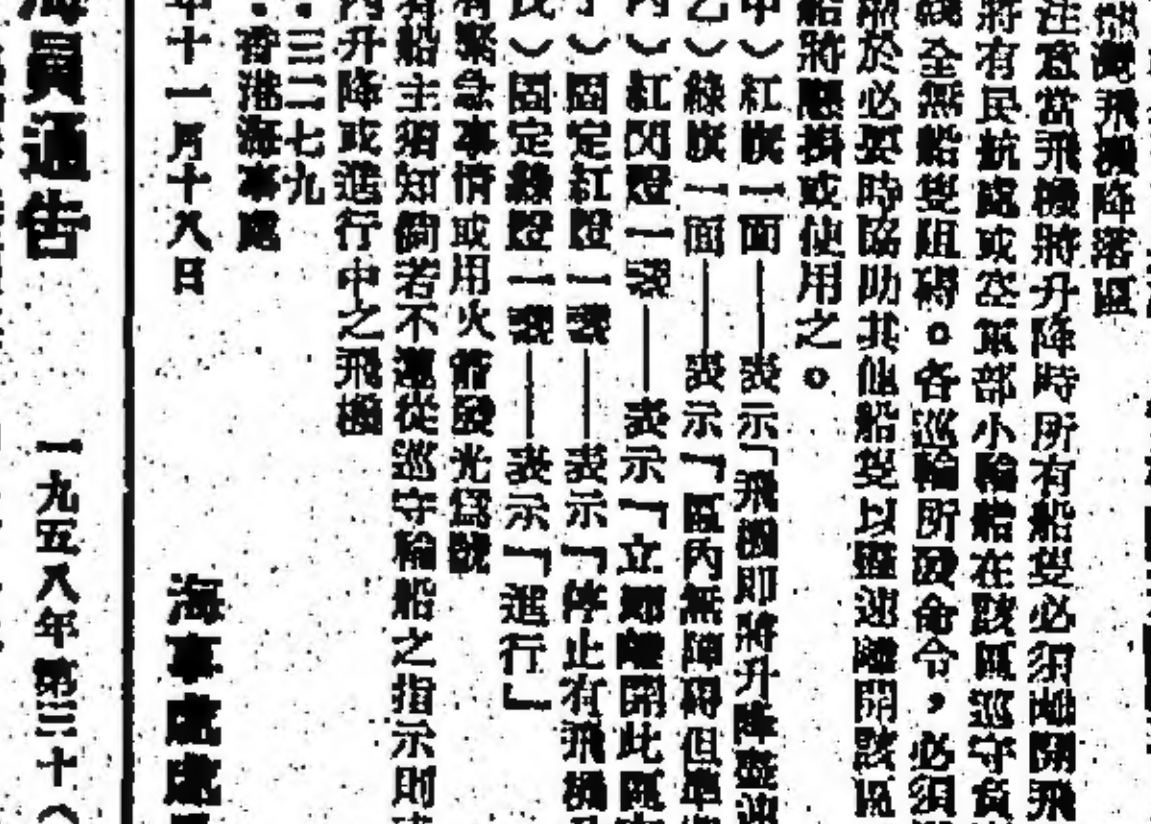 飛機降落區
注意當飛機將升降時所有船隻必須離開飛
將有民航處或空軍部小輪船在該區巡守負
全無船隻阻碍。各巡輪所發命令，必須
於必要時協助其他船隻以盡速離開該區
船將懸掛或使用之。
）紅旗一面——表示「飛機即將升降盡速
乙）綠旗一面——表示「區內無障碍但準
丙）紅閃燈一盞——表示「立即離開此區
）固定紅燈一盞——表示「停止有飛機
戊）固定綠燈一盞——表示「進行」
有緊急事情或用火箭發光為號
有船主須知倘若不遵從巡守輪船之指示則
內升降或進行中之飛機
三二七九
香港海事處
年十一月十八日
海事處處
海員通告　一九五八年第三十（